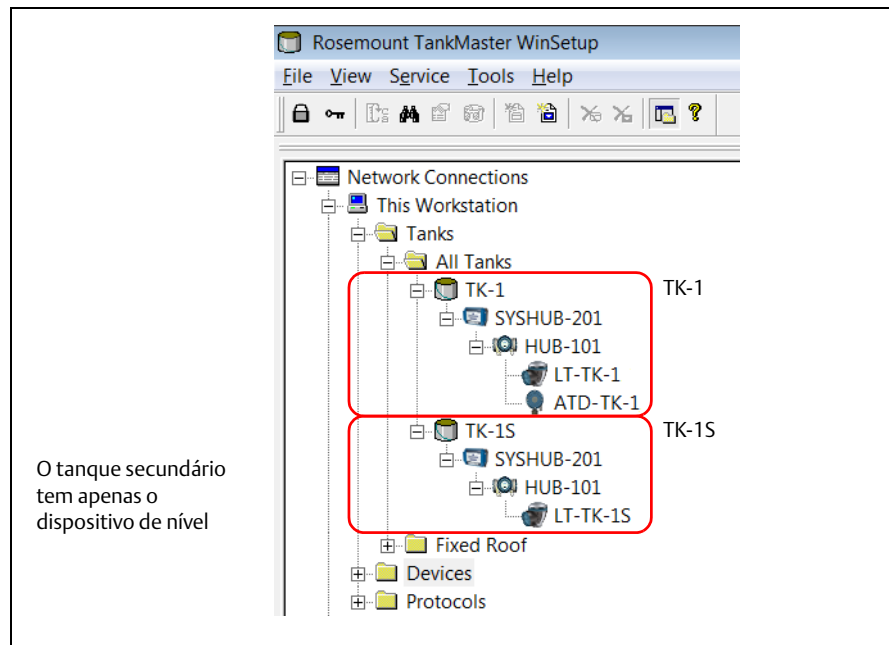 Rosemount TankMaster WinSetup
File View Service Tools Help
Network Connections
This Workstation
Tanks
All Tanks
TK-1
TK-1
SYSHUB-201
HUB-101
LT-TK-1
ATD-TK-1
TK-1S
TK-1S
SYSHUB-201
HUB-101
LT-TK-1S
O tanque secundário
tem apenas o
dispositivo de nível
Fixed Roof
Devices
Protocols